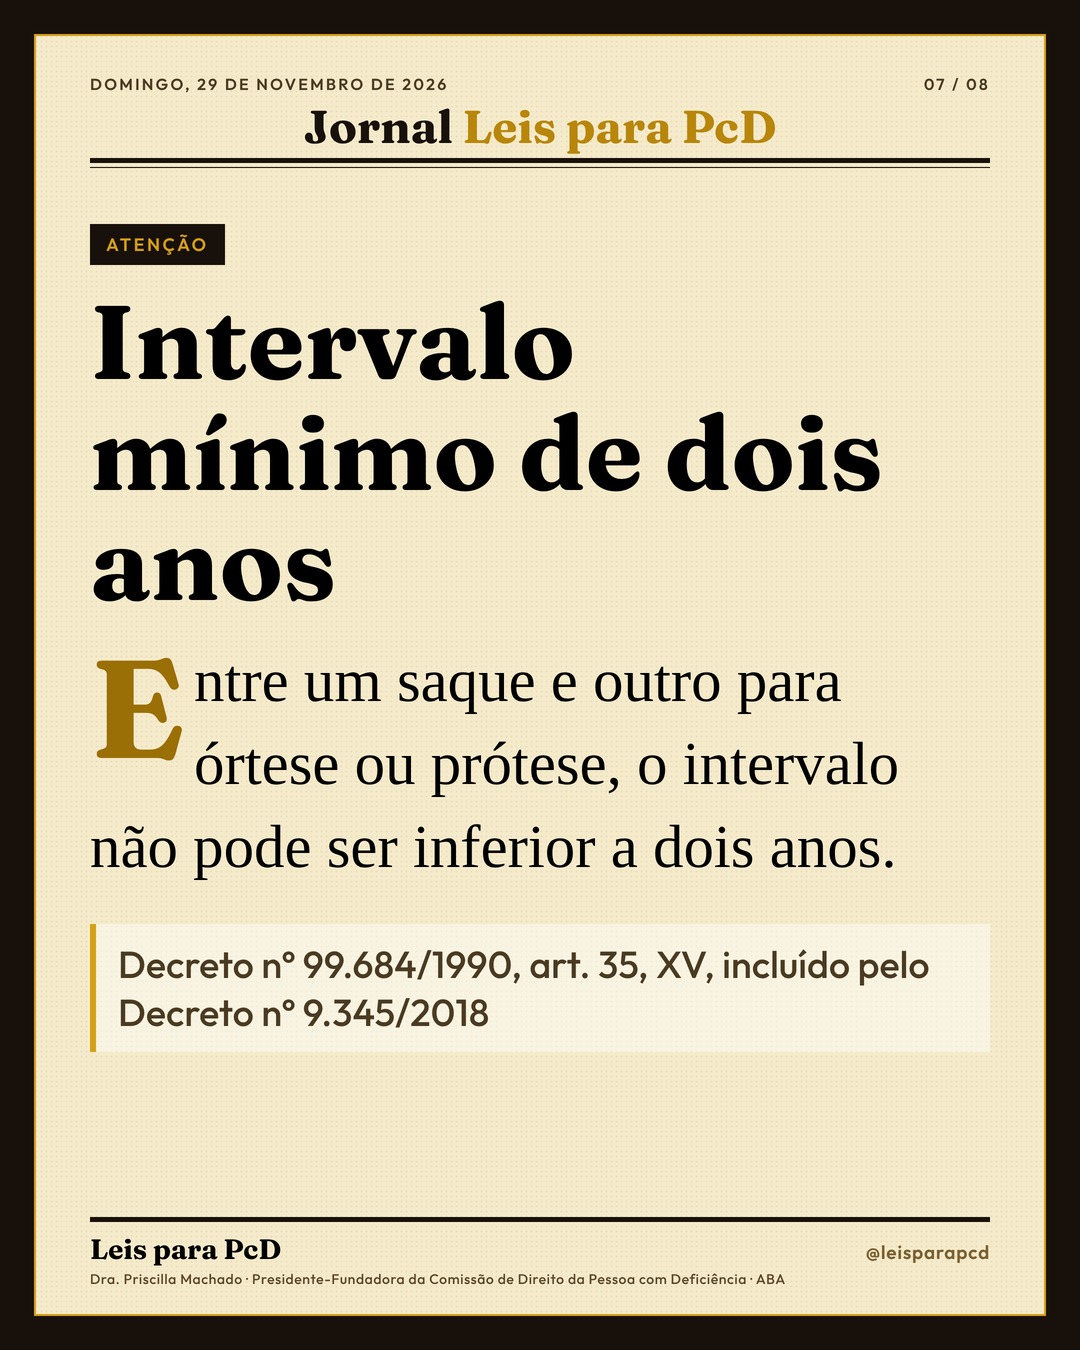 DOMINGO, 29 DE NOVEMBRO DE 2026
07 / 08
Jornal Leis para PcD
ATENÇÃO
Intervalo
mínimo de dois
anos
Entre um saque e outro para
órtese ou prótese, o intervalo
não pode ser inferior a dois anos.
Decreto nº 99.684/1990, art. 35, XV, incluído pelo
Decreto nº 9.345/2018
Leis para PcD
@leisparapcd
Dra. Priscilla Machado · Presidente-Fundadora da Comissão de Direito da Pessoa com Deficiência · ABA